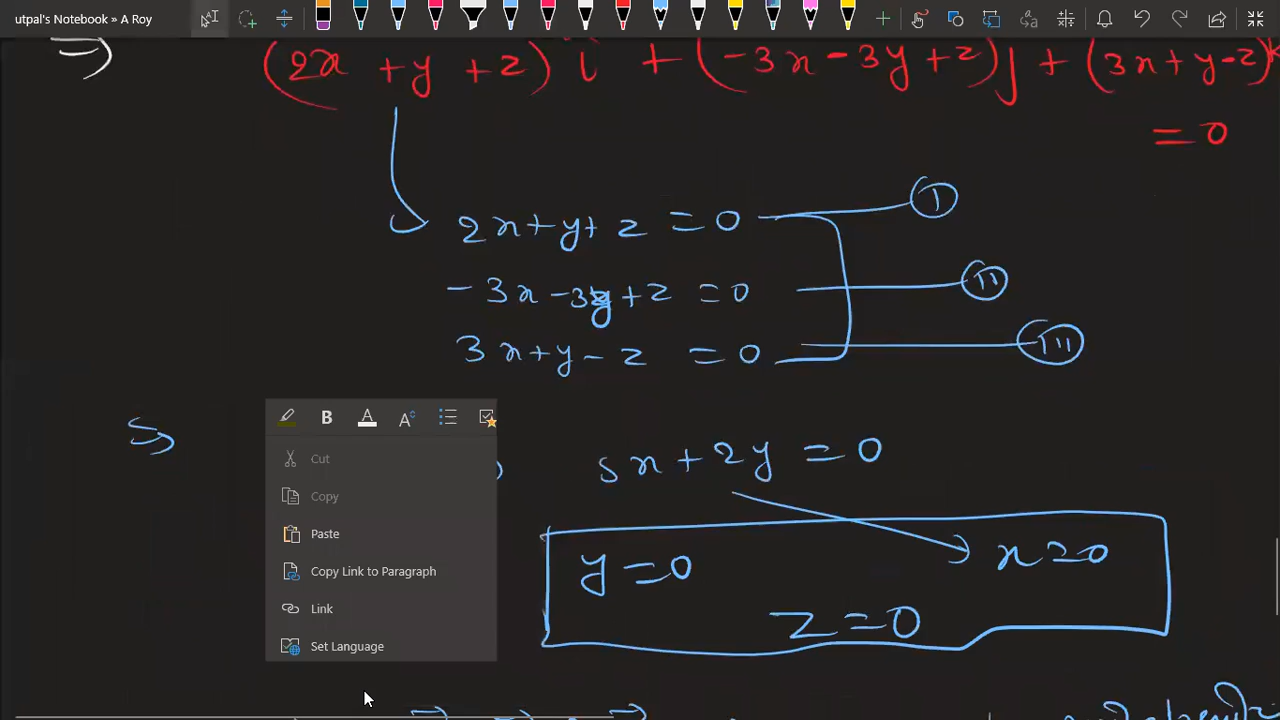 utpal's Notebook » A Roy
⇒ (2x + y + z) i + (-3x - 3y + z) j + (3x + y - z) k
= 0
2x + y + z = 0 I
-3x - 3y + z = 0 II
3x + y - z = 0 III
B A A
⇒ 5x + 2y = 0
Cut
Copy
Paste
Copy Link to Paragraph
Link
Set Language
y = 0 x = 0
z = 0